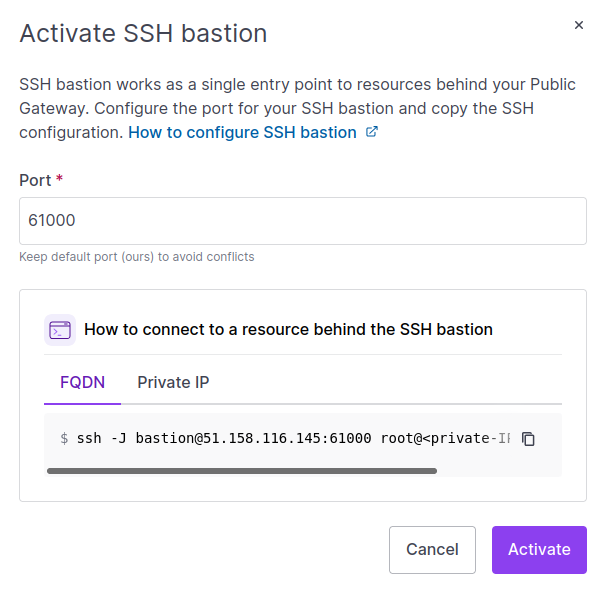 Activate SSH bastion
SSH bastion works as a single entry point to resources behind your Public
Gateway. Configure the port for your SSH bastion and copy the SSH
configuration. How to configure SSH bastion
Port *
61000
Keep default port (ours) to avoid conflicts
How to connect to a resource behind the SSH bastion
FQDN Private IP
$ ssh -J bastion@51.158.116.145:61000 root@<private-IP
Cancel Activate